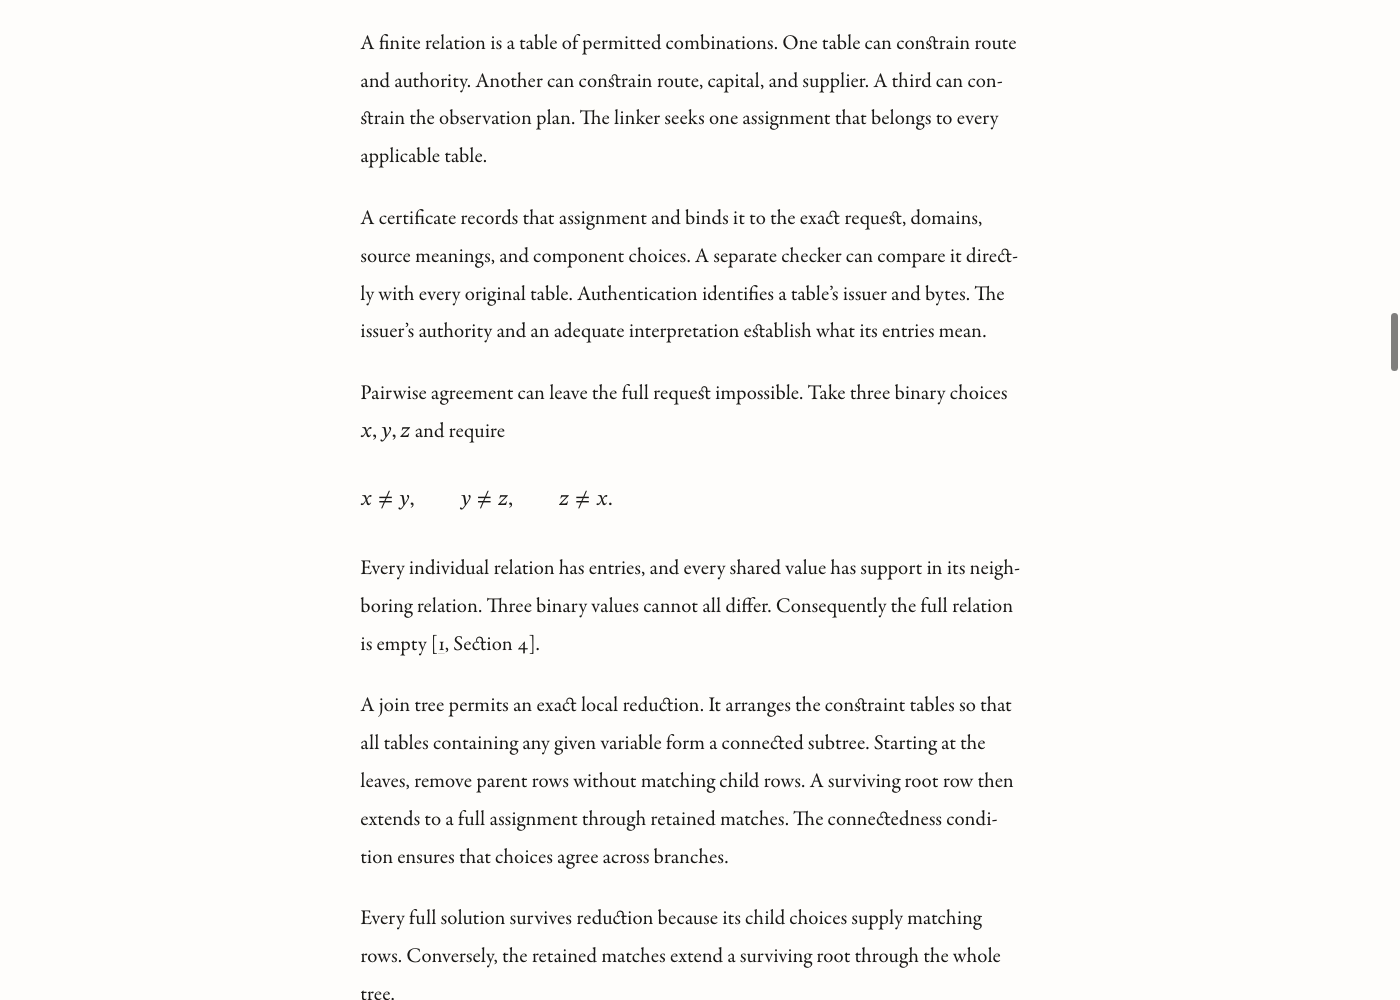 A finite relation is a table of permitted combinations. One table can constrain route
and authority. Another can constrain route, capital, and supplier. A third can con-
strain the observation plan. The linker seeks one assignment that belongs to every
applicable table.
A certificate records that assignment and binds it to the exact request, domains,
source meanings, and component choices. A separate checker can compare it direct-
ly with every original table. Authentication identifies a table’s issuer and bytes. The
issuer’s authority and an adequate interpretation establish what its entries mean.
Pairwise agreement can leave the full request impossible. Take three binary choices
x, y, z and require
x ≠ y, y ≠ z, z ≠ x.
Every individual relation has entries, and every shared value has support in its neigh-
boring relation. Three binary values cannot all differ. Consequently the full relation
is empty [1, Section 4].
A join tree permits an exact local reduction. It arranges the constraint tables so that
all tables containing any given variable form a connected subtree. Starting at the
leaves, remove parent rows without matching child rows. A surviving root row then
extends to a full assignment through retained matches. The connectedness condi-
tion ensures that choices agree across branches.
Every full solution survives reduction because its child choices supply matching
rows. Conversely, the retained matches extend a surviving root through the whole
tree.